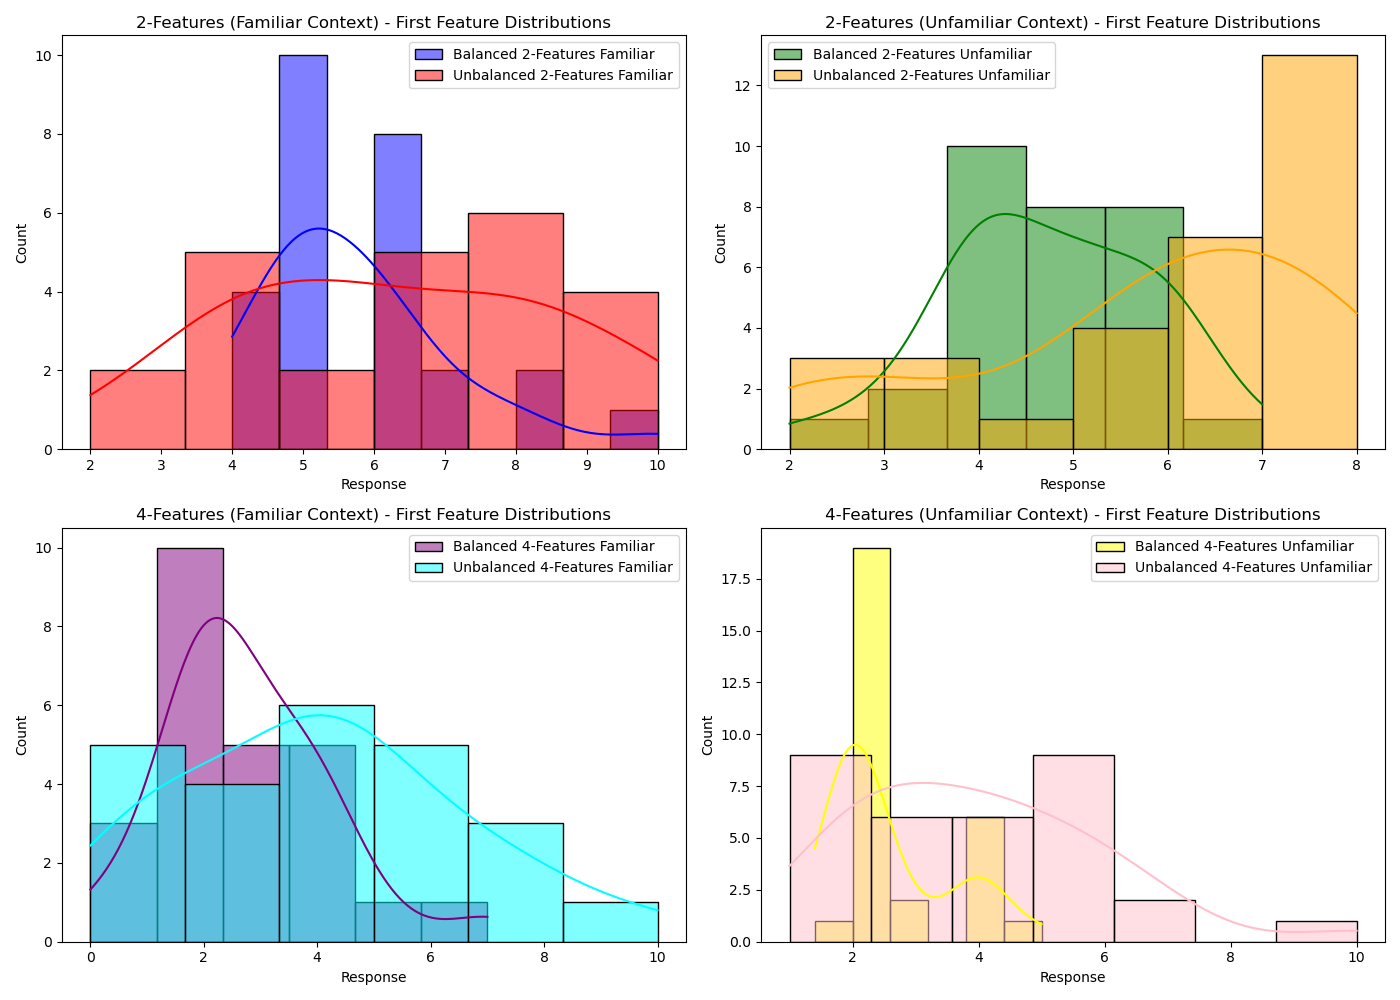 2-Features (Familiar Context) - First Feature Distributions
Balanced 2-Features Familiar
Unbalanced 2-Features Familiar
10
8
6
4
2
0
Count
2 3 4 5 6 7 8 9 10
Response
2-Features (Unfamiliar Context) - First Feature Distributions
Balanced 2-Features Unfamiliar
Unbalanced 2-Features Unfamiliar
12
10
8
6
4
2
0
Count
2 3 4 5 6 7 8
Response
4-Features (Familiar Context) - First Feature Distributions
Balanced 4-Features Familiar
Unbalanced 4-Features Familiar
10
8
6
4
2
0
Count
0 2 4 6 8 10
Response
4-Features (Unfamiliar Context) - First Feature Distributions
Balanced 4-Features Unfamiliar
Unbalanced 4-Features Unfamiliar
17.5
15.0
12.5
10.0
7.5
5.0
2.5
0.0
Count
2 4 6 8 10
Response